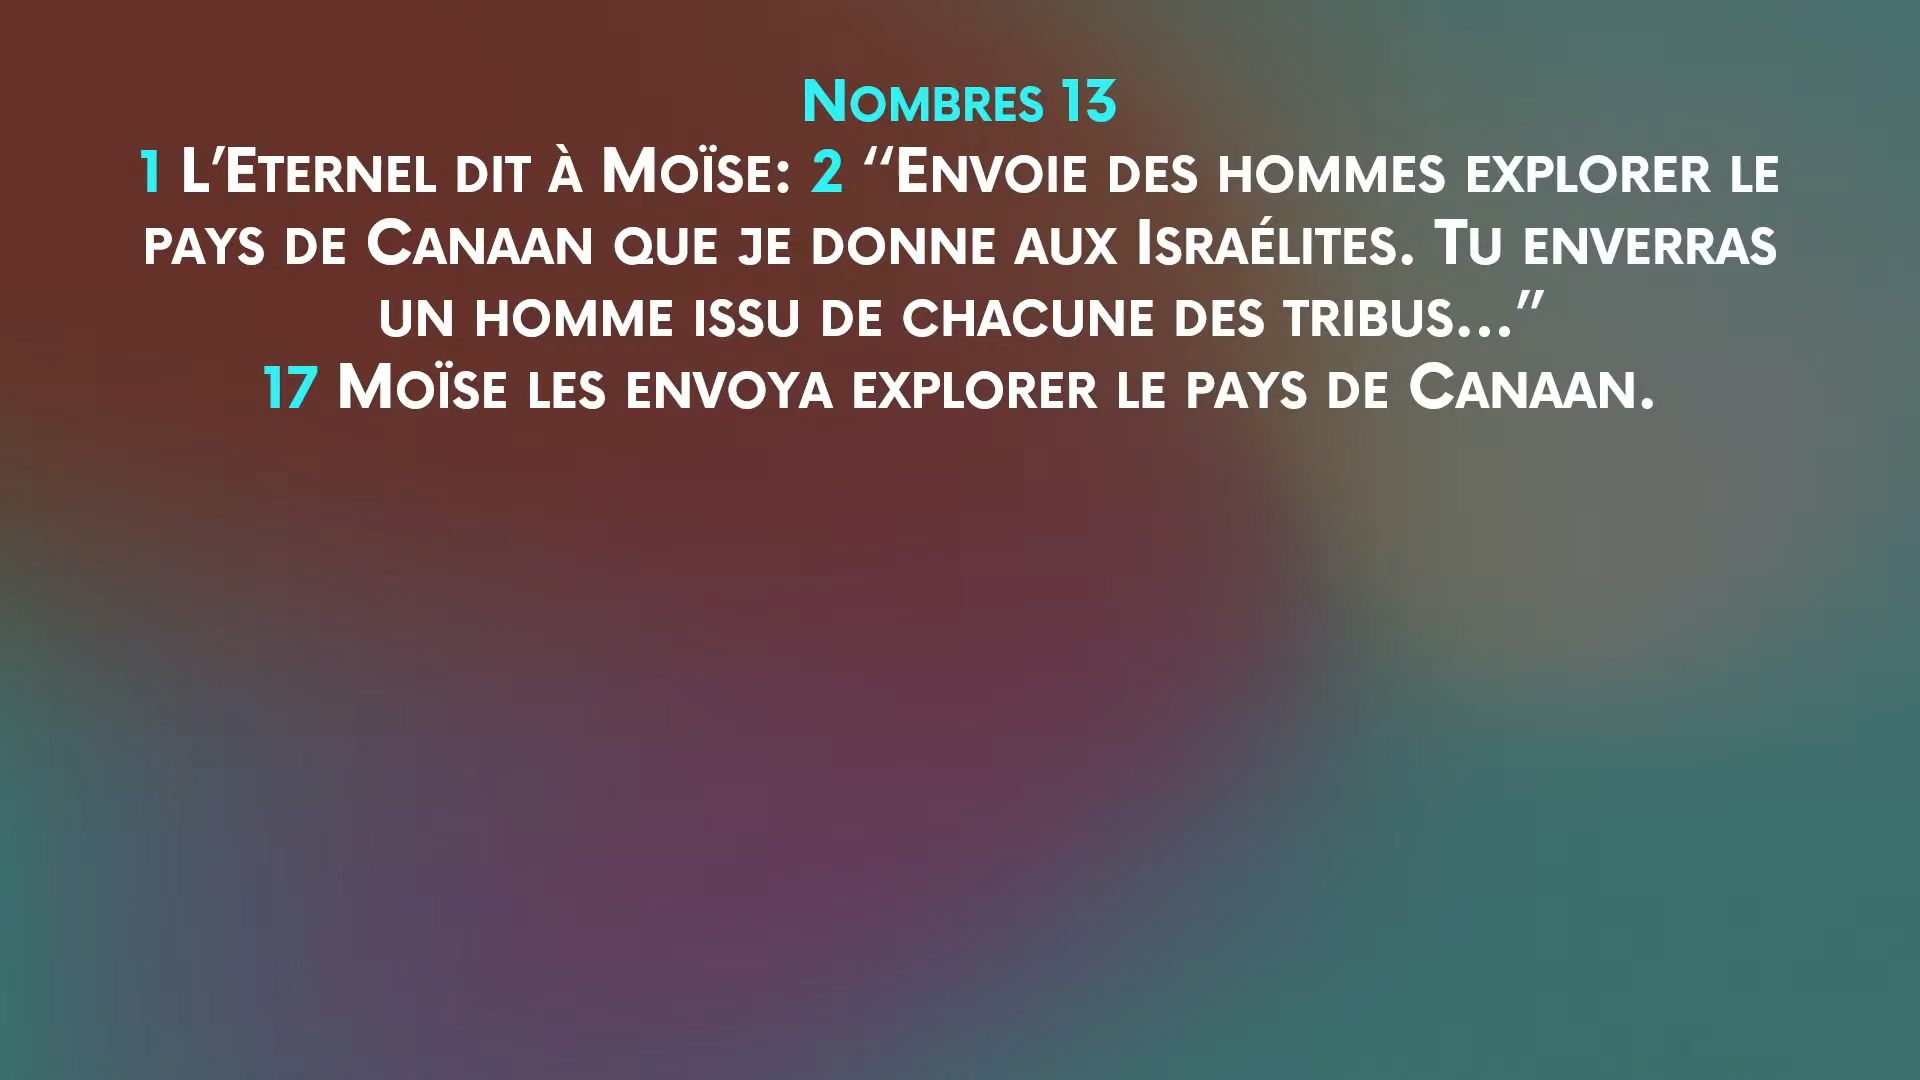 Nombres 13
1 L’Eternel dit à Moïse: 2 “Envoie des hommes explorer le
pays de Canaan que je donne aux Israélites. Tu enverras
un homme issu de chacune des tribus...”
17 Moïse les envoya explorer le pays de Canaan.